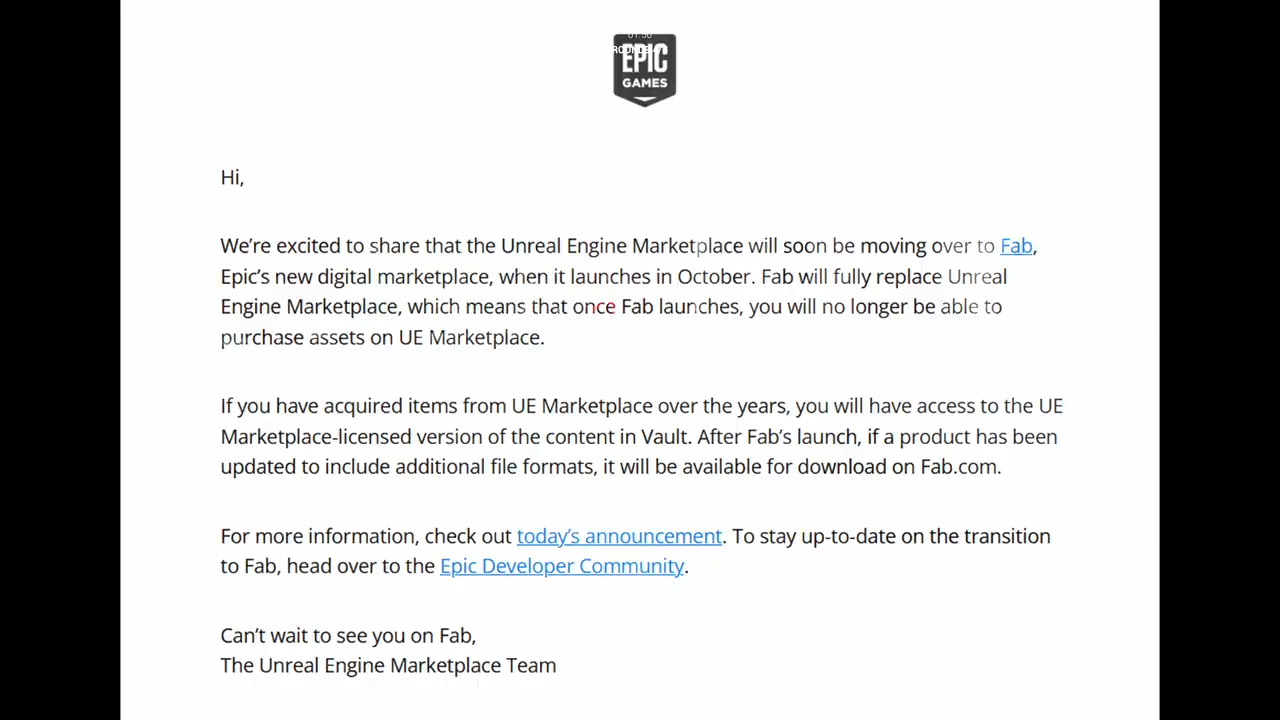 01:30
EPIC
GAMES
Hi,
We’re excited to share that the Unreal Engine Marketplace will soon be moving over to Fab,
Epic’s new digital marketplace, when it launches in October. Fab will fully replace Unreal
Engine Marketplace, which means that once Fab launches, you will no longer be able to
purchase assets on UE Marketplace.
If you have acquired items from UE Marketplace over the years, you will have access to the UE
Marketplace-licensed version of the content in Vault. After Fab’s launch, if a product has been
updated to include additional file formats, it will be available for download on Fab.com.
For more information, check out today’s announcement. To stay up-to-date on the transition
to Fab, head over to the Epic Developer Community.
Can’t wait to see you on Fab,
The Unreal Engine Marketplace Team